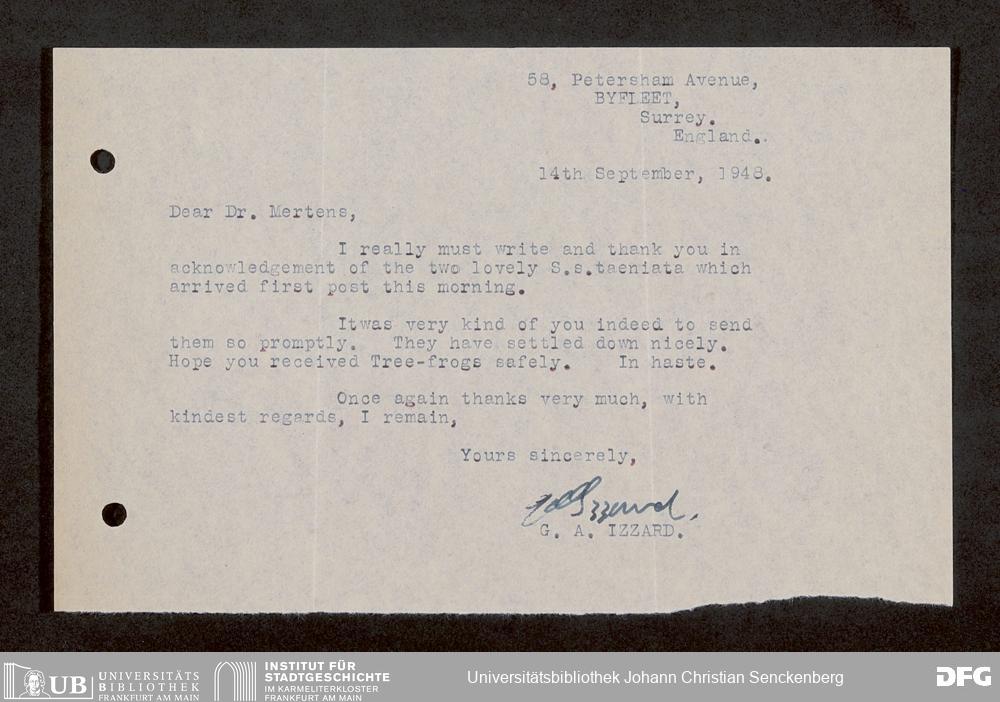 58, Petersham Avenue,
BYFLEET,
Surrey.
England..
14th September, 1948.
Dear Dr. Mertens,
I really must write and thank you in
acknowledgement of the two lovely S.s.taeniata which
arrived first post this morning.
Itwas very kind of you indeed to send
them so promptly. They have settled down nicely.
Hope you received Tree-frogs safely. In haste.
Once again thanks very much, with
kindest regards, I remain,
Yours sincerely,
G. A. IZZARD.
UB UNIVERSITÄTS
BIBLIOTHEK
FRANKFURT AM MAIN
INSTITUT FÜR
STADTGESCHICHTE
IM KARMELITERKLOSTER
FRANKFURT AM MAIN
Universitätsbibliothek Johann Christian Senckenberg
DFG